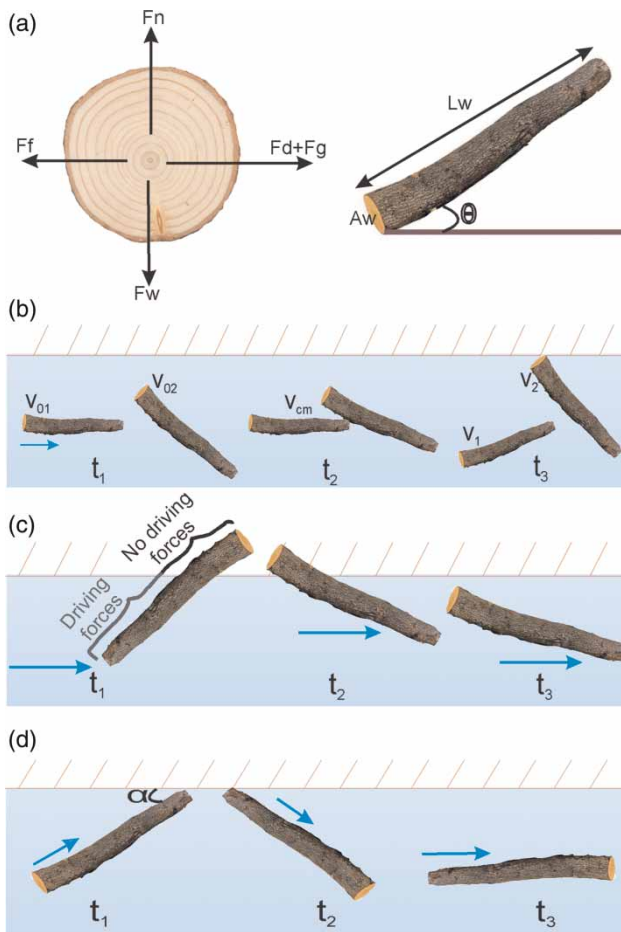 (a)
Fn
Ff
Fd+Fg
Fw
Lw
Aw
Θ
(b)
V01
V02
Vcm
V1
V2
t1
t2
t3
(c)
No driving
forces
Driving
forces
t1
t2
t3
(d)
α
t1
t2
t3